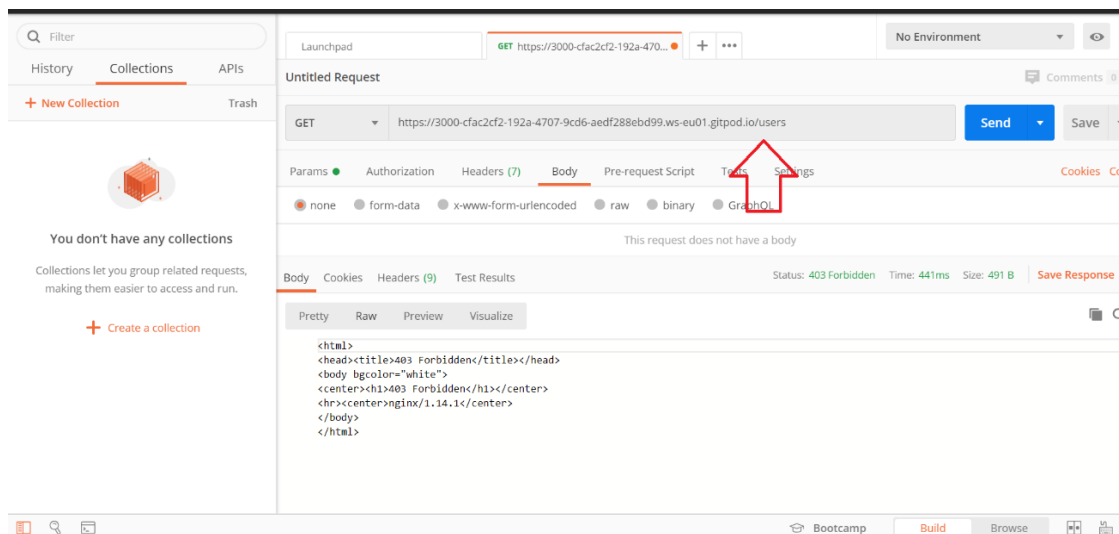 Filter
History Collections APIs
+ New Collection Trash
You don't have any collections
Collections let you group related requests,
making them easier to access and run.
+ Create a collection
Launchpad GET https://3000-cfac2cf2-192a-470... + •••
No Environment
Untitled Request Comments 0
GET https://3000-cfac2cf2-192a-4707-9cd6-aedf288ebd99.ws-eu01.gitpod.io/users Send Save
Params Authorization Headers (7) Body Pre-request Script Tests Settings Cookies Co
none form-data x-www-form-urlencoded raw binary GraphQL
This request does not have a body
Body Cookies Headers (9) Test Results Status: 403 Forbidden Time: 441ms Size: 491 B Save Response
Pretty Raw Preview Visualize
<html>
<head><title>403 Forbidden</title></head>
<body bgcolor="white">
<center><h1>403 Forbidden</h1></center>
<hr><center>nginx/1.14.1</center>
</body>
</html>
Bootcamp Build Browse